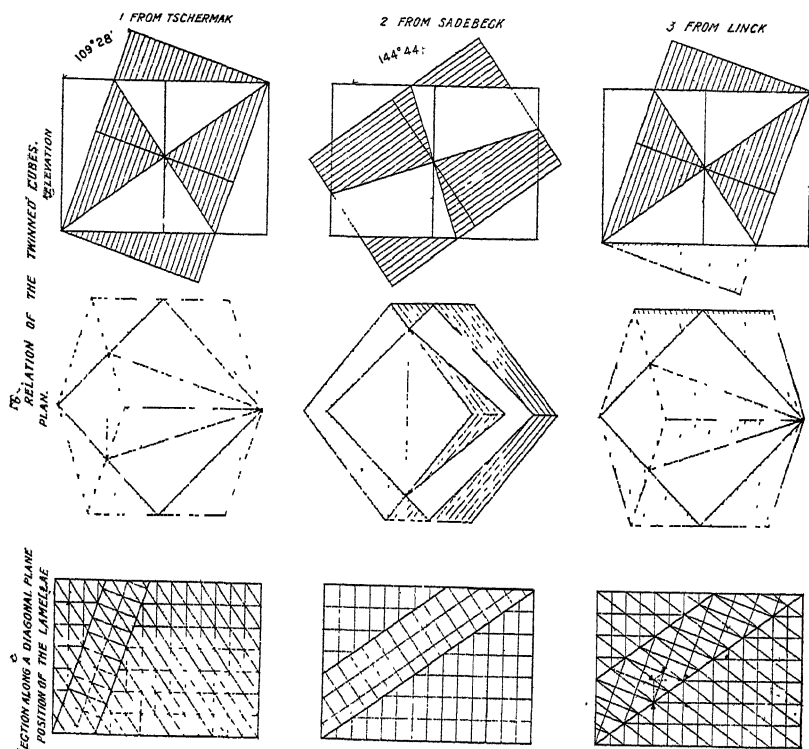 1 FROM TSCHERMAK
2 FROM SADEBECK
3 FROM LINCK
109°28'
144°44'
ELEVATION
RELATION OF THE TWINNED CUBES.
PLAN.
SECTION ALONG A DIAGONAL PLANE
POSITION OF THE LAMELLAE